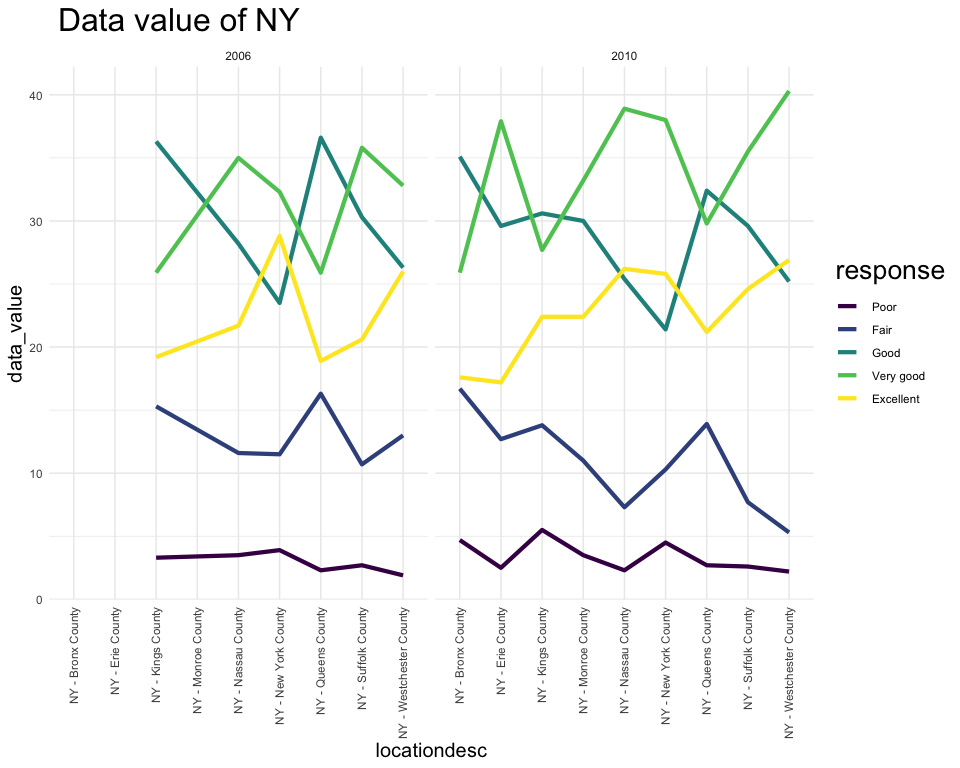 Data value of NY
2006
2010
data_value
40
30
20
10
0
NY - Bronx County
NY - Erie County
NY - Kings County
NY - Monroe County
NY - Nassau County
NY - New York County
NY - Queens County
NY - Suffolk County
NY - Westchester County
NY - Bronx County
NY - Erie County
NY - Kings County
NY - Monroe County
NY - Nassau County
NY - New York County
NY - Queens County
NY - Suffolk County
NY - Westchester County
locationdesc
response
Poor
Fair
Good
Very good
Excellent